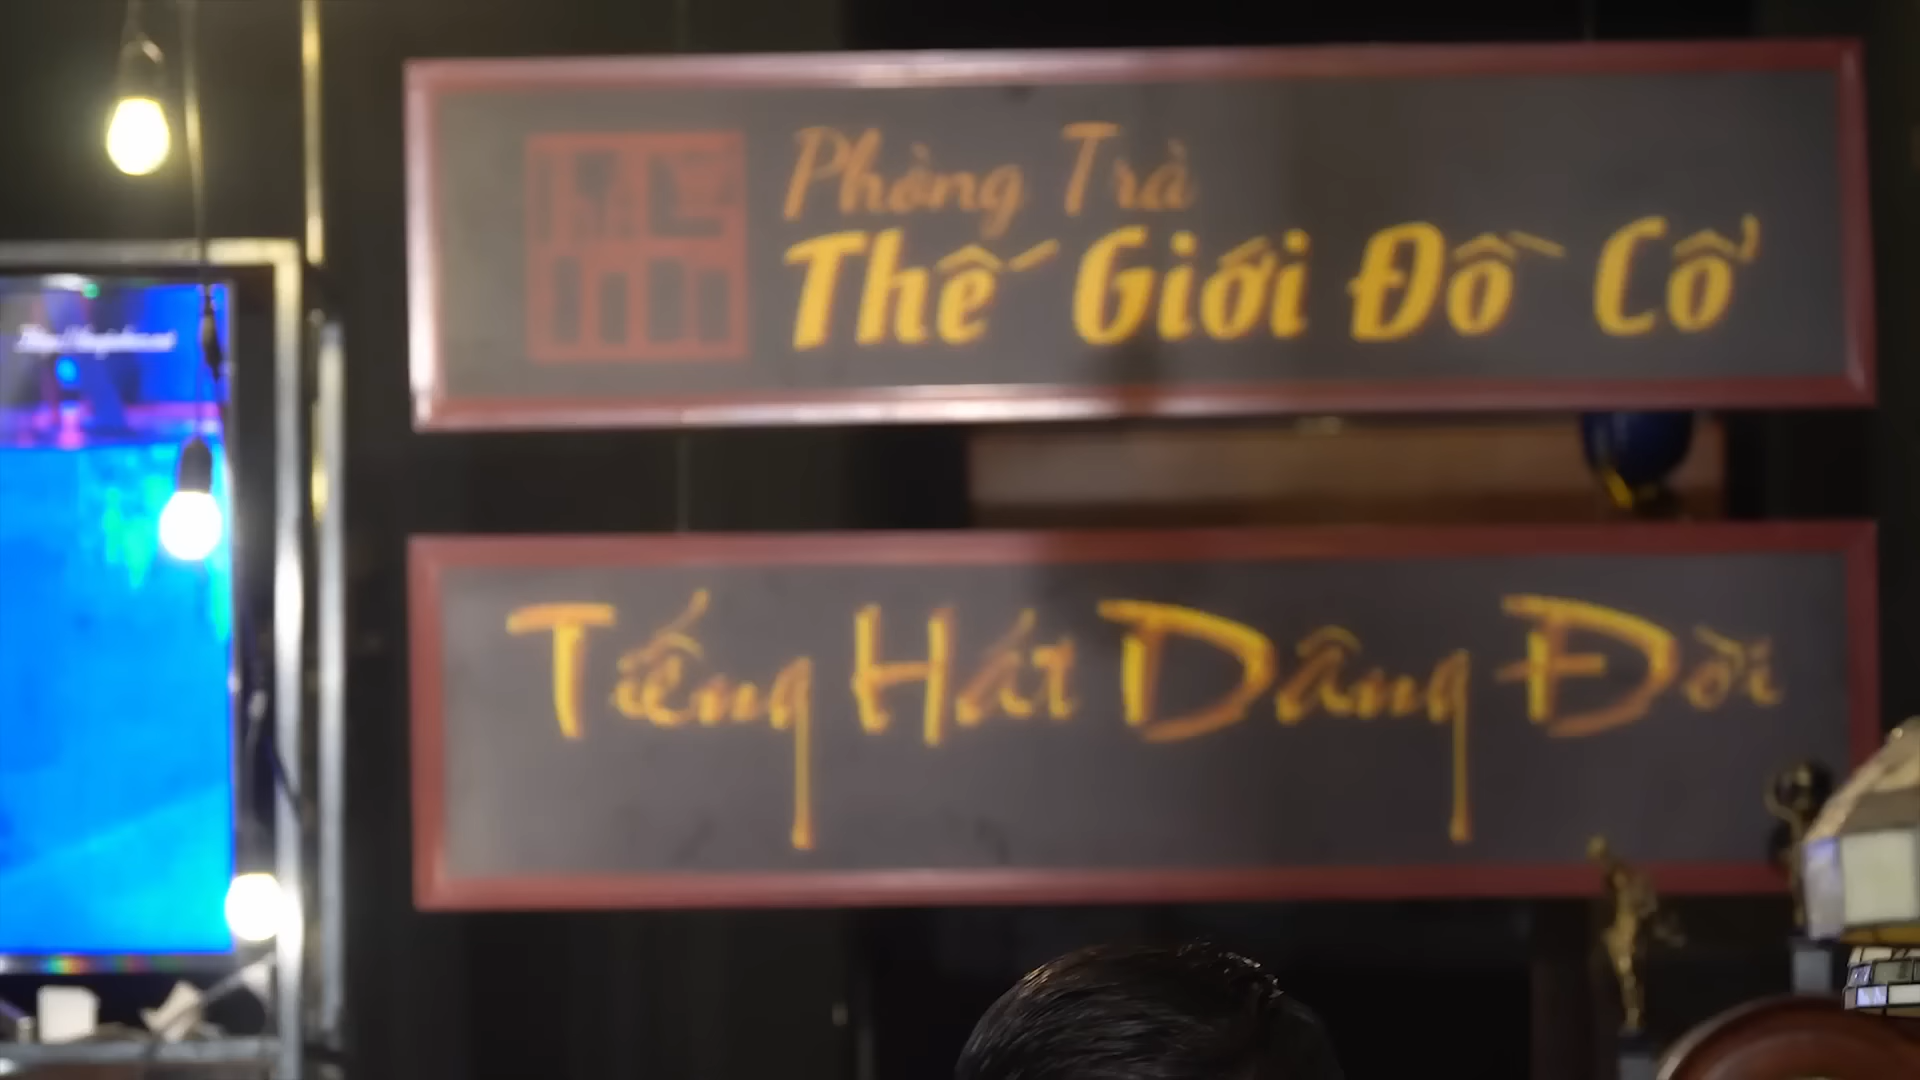 Phòng Trà
Thế Giới Đồ Cổ
Tiếng Hát Dâng Đời